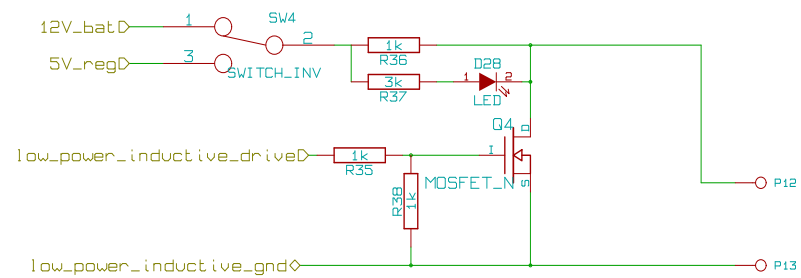 12V_bat 1 SW4
2 1k
R36
5V_reg 3 SWITCH_INV
3k 1 D28 2
R37 LED
Q4 D
low_power_inductive_drive 1k I
R35 MOSFET_N S
R38 1k
P12
low_power_inductive_gnd P13